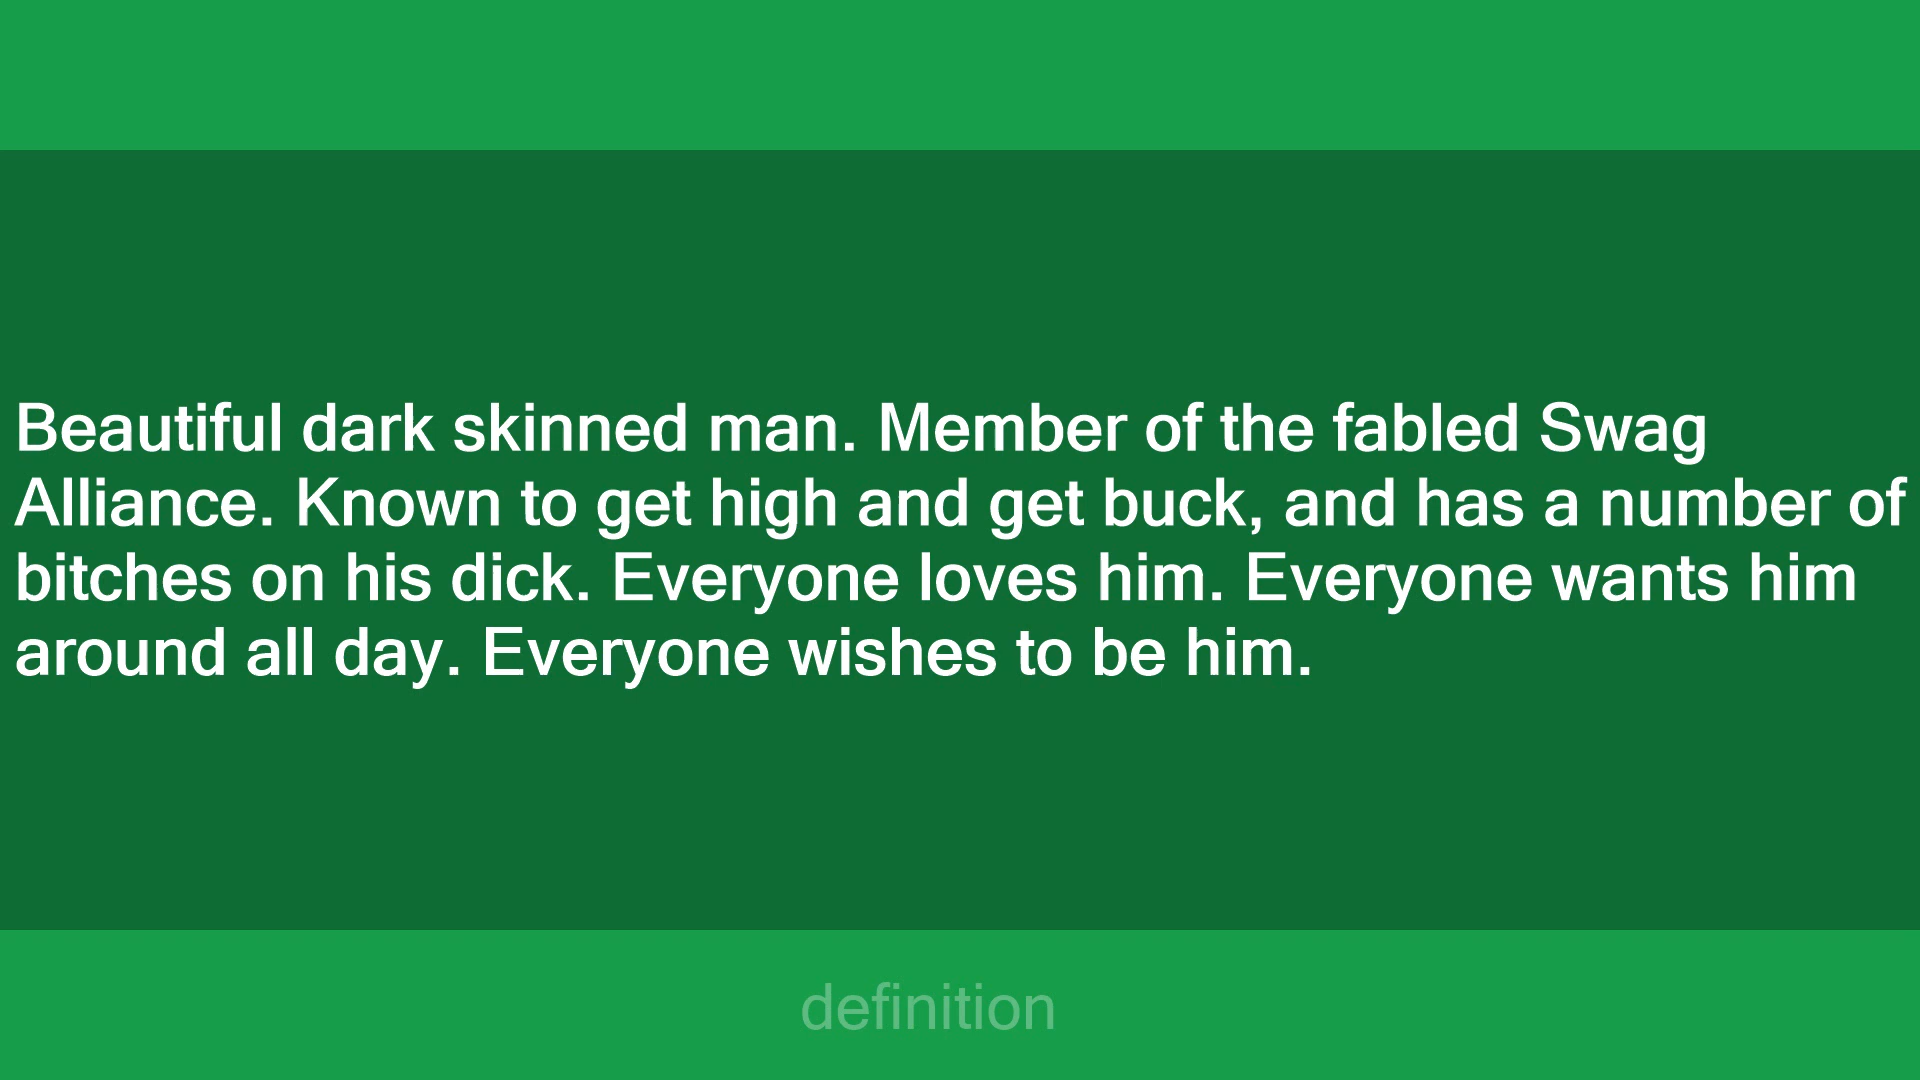 Beautiful dark skinned man. Member of the fabled Swag
Alliance. Known to get high and get buck, and has a number of
bitches on his dick. Everyone loves him. Everyone wants him
around all day. Everyone wishes to be him.
definition